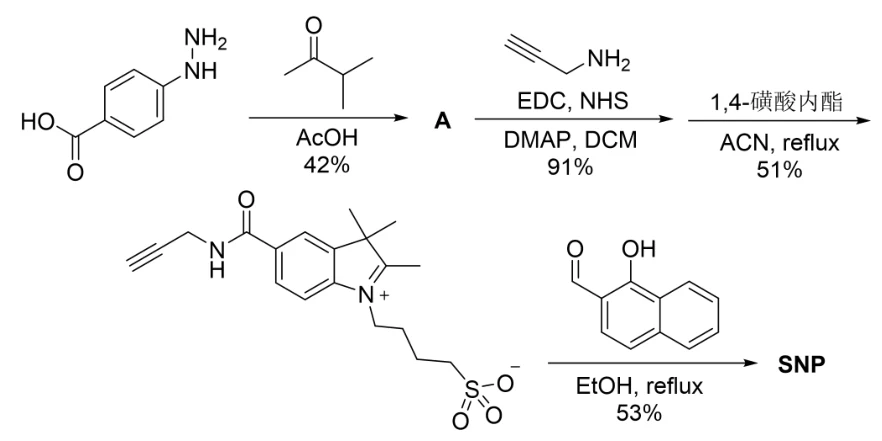 NH2
NH
HO
O
O
AcOH
42%
A
NH2
EDC, NHS
DMAP, DCM
91%
1,4-磺酸内酯
ACN, reflux
51%
O
N
H
N
+
S
O
−
O
O
O
OH
EtOH, reflux
53%
SNP